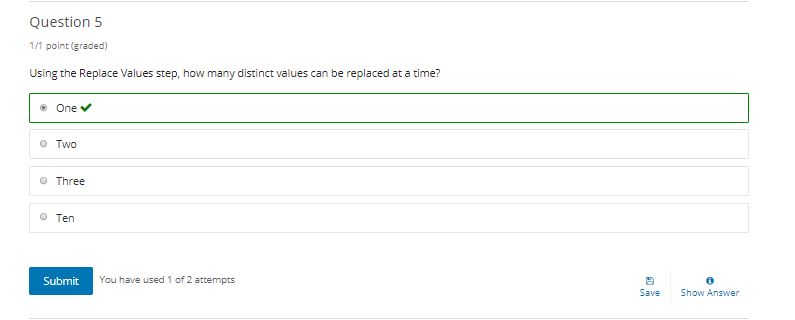 Question 5
1/1 point (graded)
Using the Replace Values step, how many distinct values can be replaced at a time?
One
Two
Three
Ten
Submit You have used 1 of 2 attempts
Save Show Answer